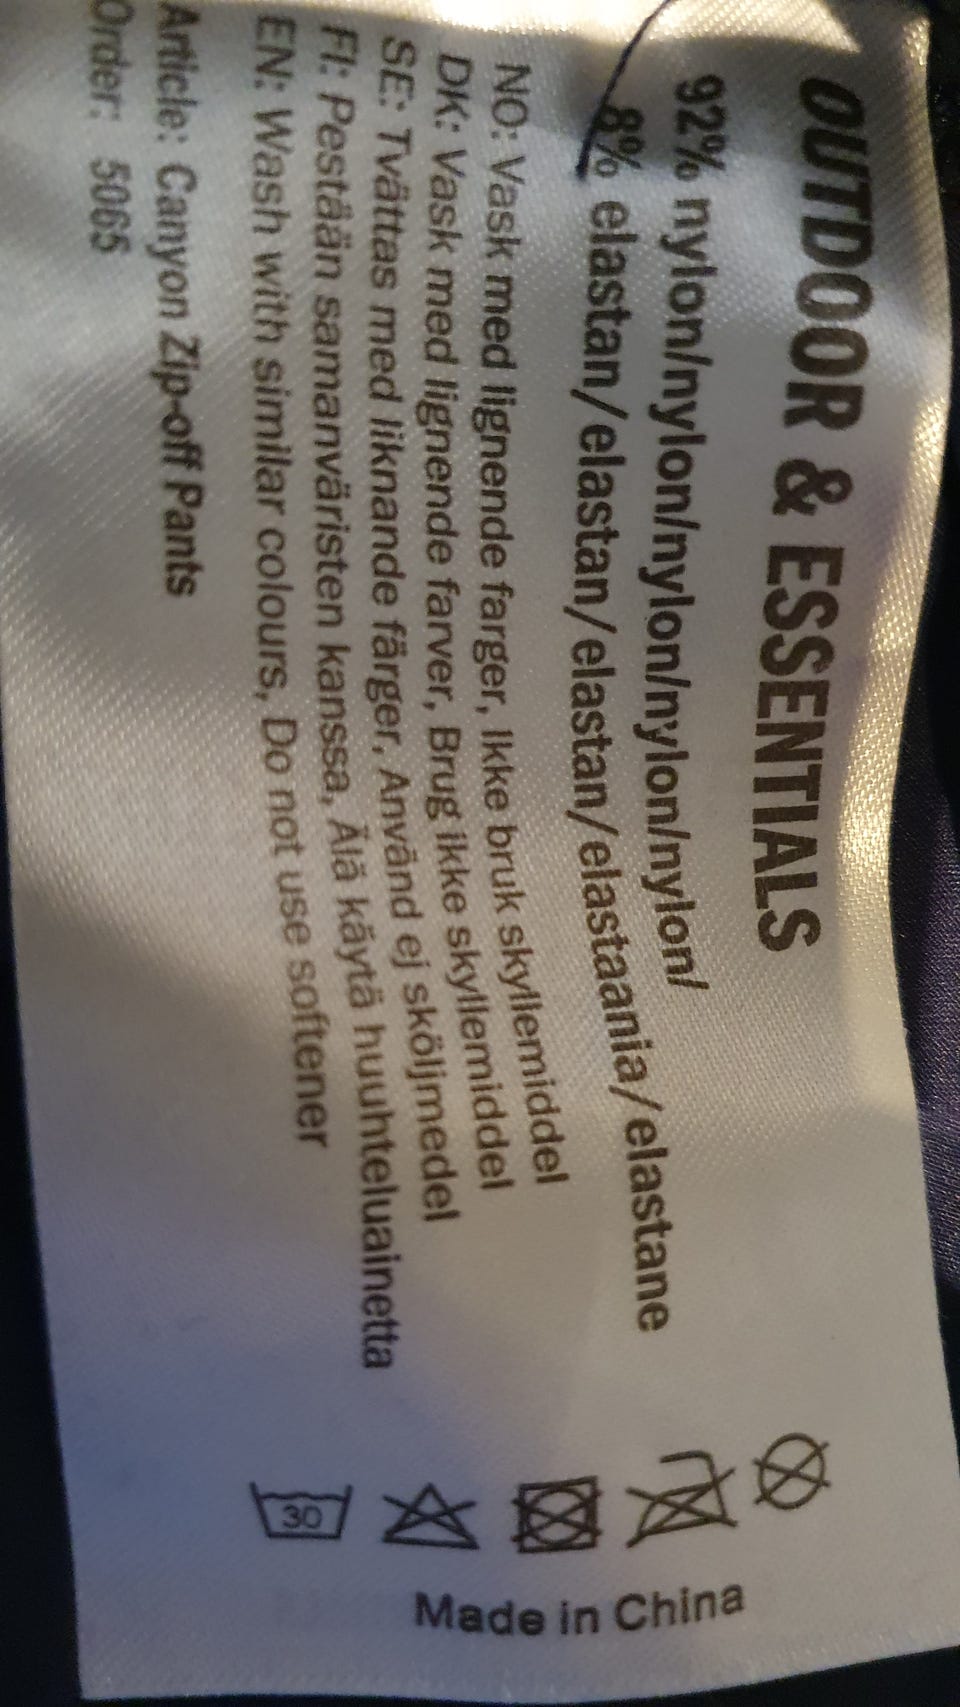 OUTDOOR & ESSENTIALS
92% nylon/nylon/nylon/nylon/nylon/
8% elastan/elastan/elastan/elastaania/elastane
NO: Vask med lignende farger, Ikke bruk skyllemiddel
DK: Vask med lignende farver, Brug ikke skyllemiddel
SE: Tvättas med liknande färger, Använd ej sköljmedel
FI: Pestään samanväristen kanssa, Älä käytä huuhteluainetta
EN: Wash with similar colours, Do not use softener
Article: Canyon Zip-off Pants
Order: 5065
30
Made in China